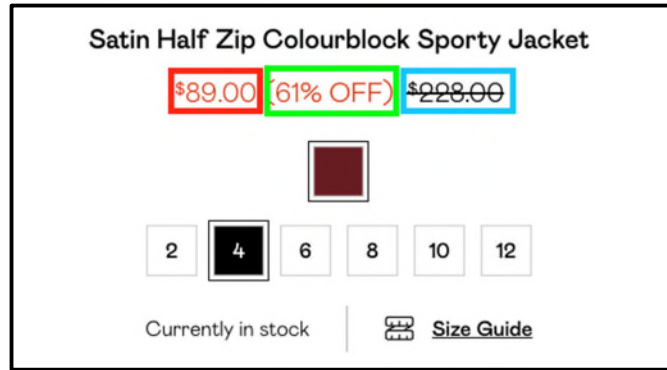 Satin Half Zip Colourblock Sporty Jacket
$89.00 (61% OFF) $228.00
2 4 6 8 10 12
Currently in stock Size Guide